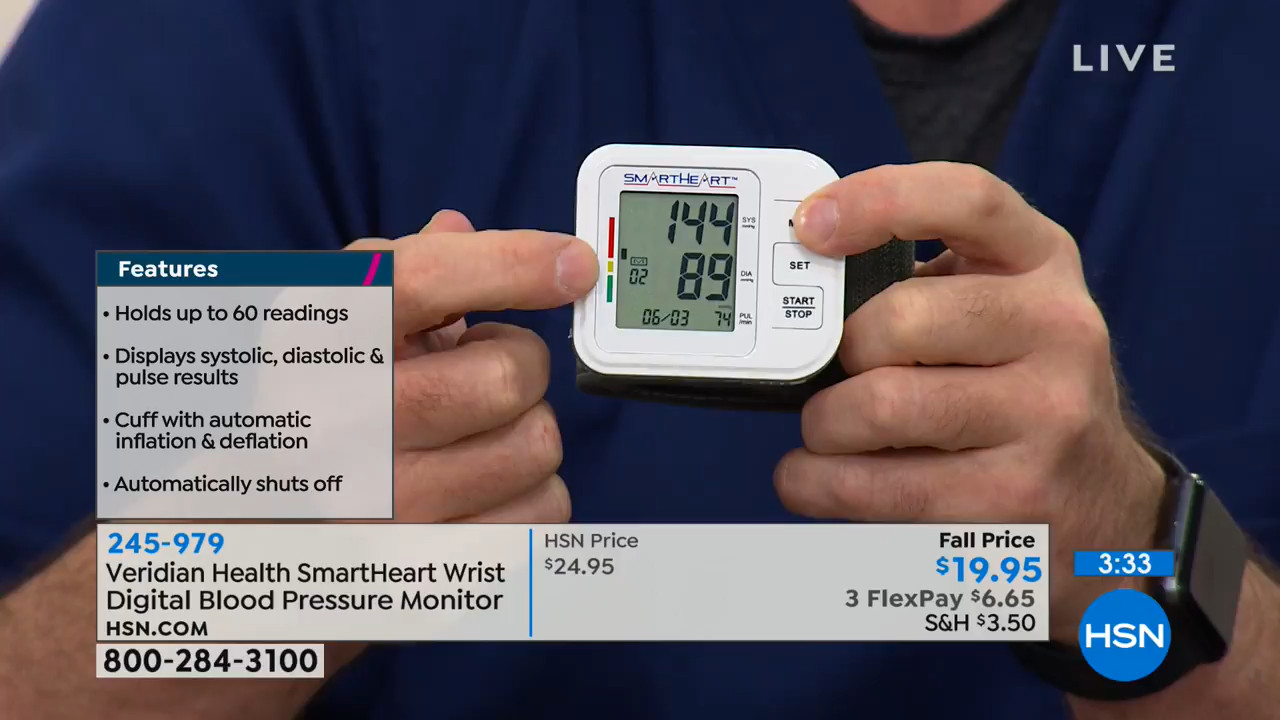 LIVE
SMARTHEART™
144
SYS
mmHg
SET
02
89
DIA
mmHg
START
STOP
06/03
74
PUL
/min
Features
• Holds up to 60 readings
• Displays systolic, diastolic &
pulse results
• Cuff with automatic
inflation & deflation
• Automatically shuts off
245-979
Veridian Health SmartHeart Wrist
Digital Blood Pressure Monitor
HSN.COM
HSN Price
$24.95
Fall Price
$19.95
3 FlexPay $6.65
S&H $3.50
800-284-3100
3:33
HSN